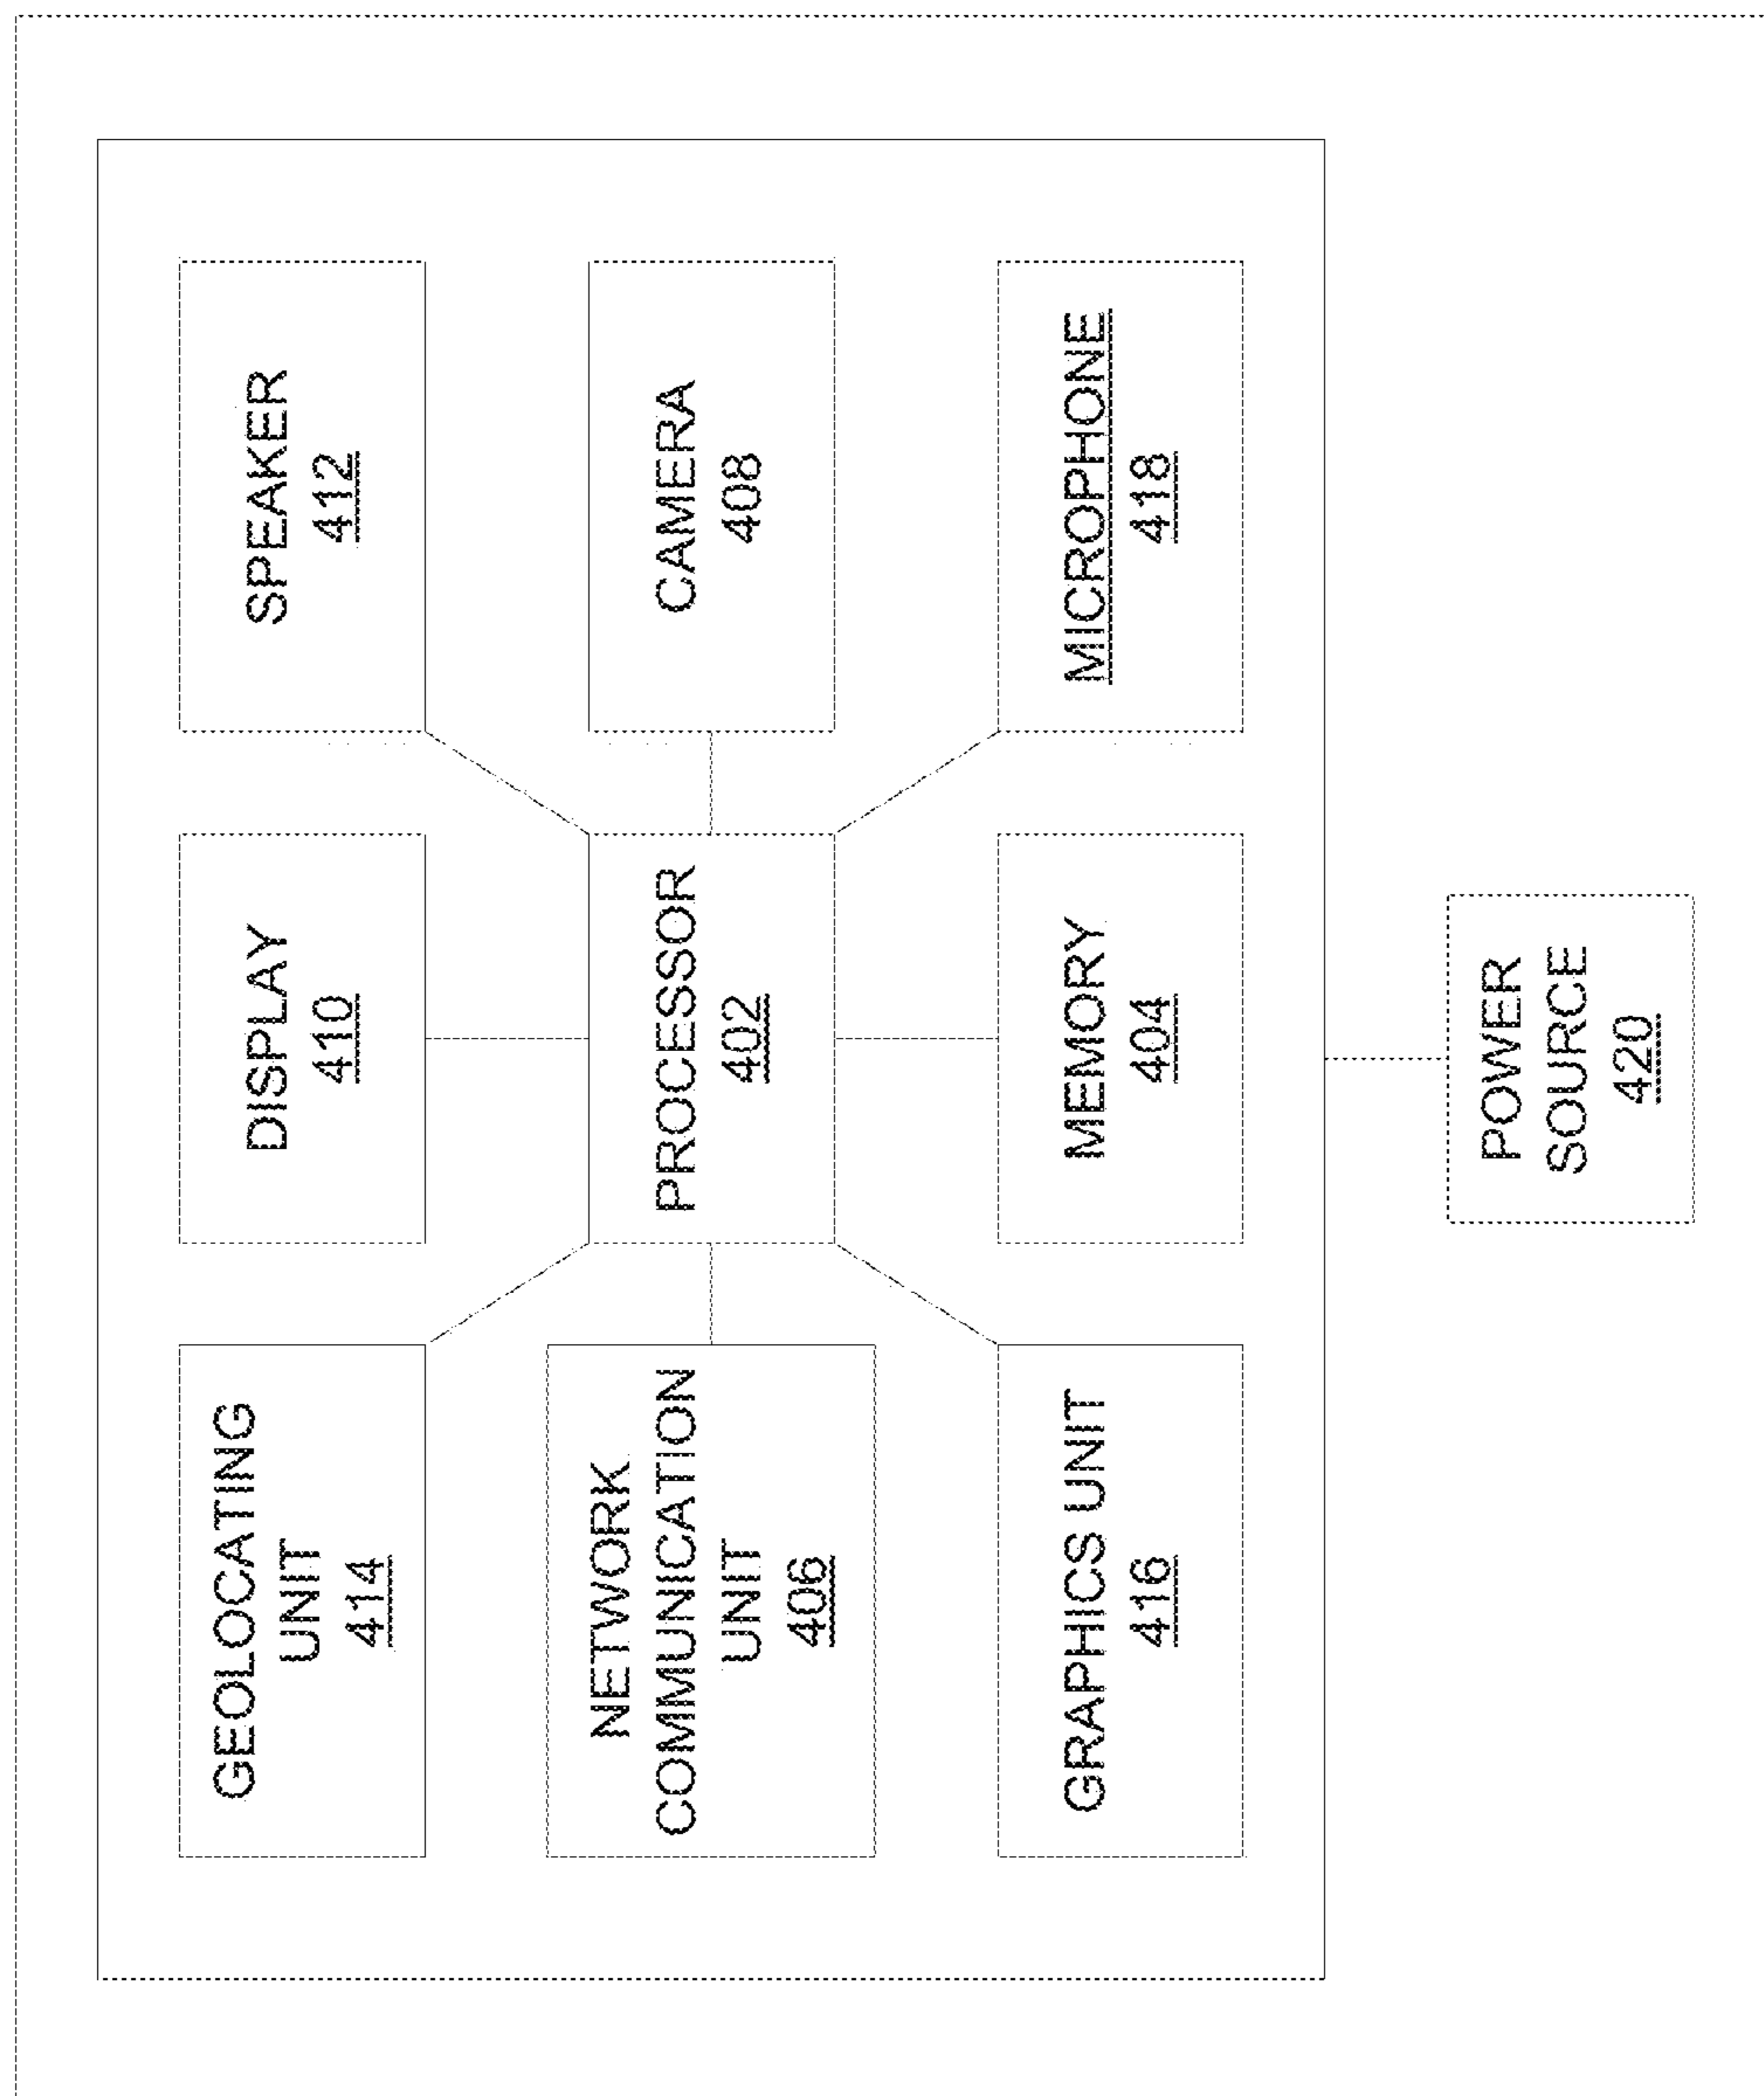 GEOLOCATING
UNIT
414
DISPLAY
410
SPEAKER
412
NETWORK
COMMUNICATION
UNIT
406
PROCESSOR
402
CAMERA
408
GRAPHICS UNIT
416
MEMORY
404
MICROPHONE
418
POWER
SOURCE
420